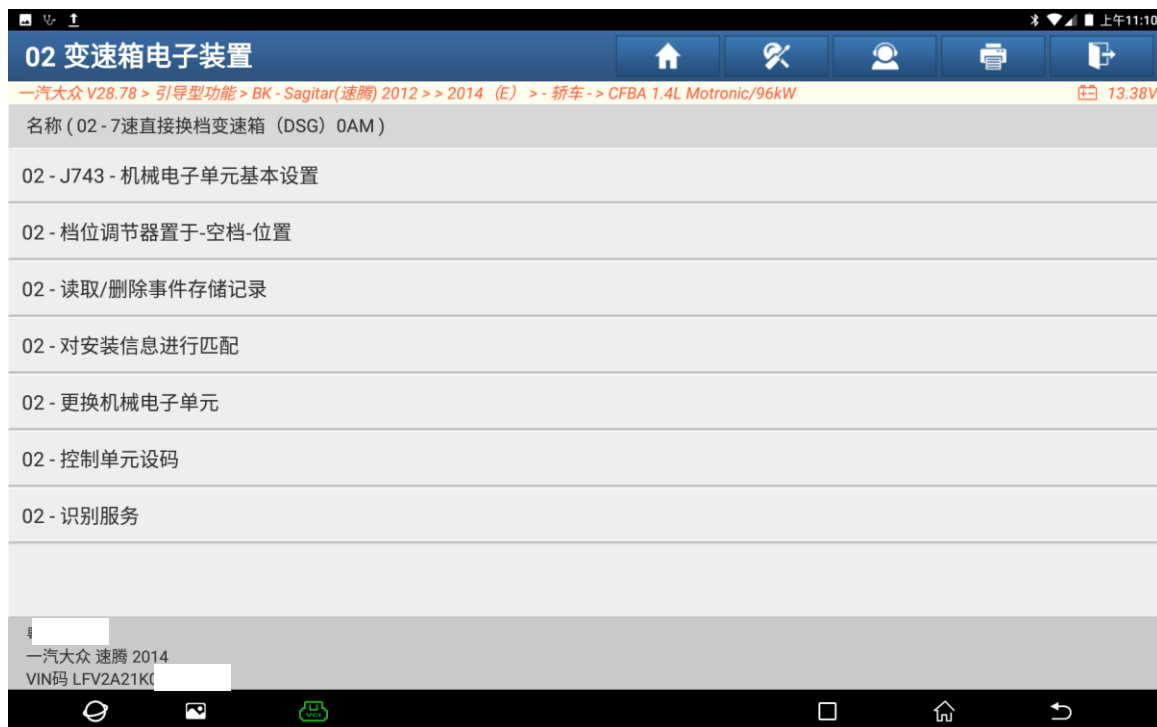 上午11:10
02 变速箱电子装置
一汽大众 V28.78 > 引导型功能 > BK - Sagitar(速腾) 2012 > > 2014（E） > - 轿车 - > CFBA 1.4L Motronic/96kW 13.38V
名称 ( 02 - 7速直接换档变速箱（DSG）0AM )
02 - J743 - 机械电子单元基本设置
02 - 档位调节器置于-空档-位置
02 - 读取/删除事件存储记录
02 - 对安装信息进行匹配
02 - 更换机械电子单元
02 - 控制单元设码
02 - 识别服务
一汽大众 速腾 2014
VIN码 LFV2A21K
VCI